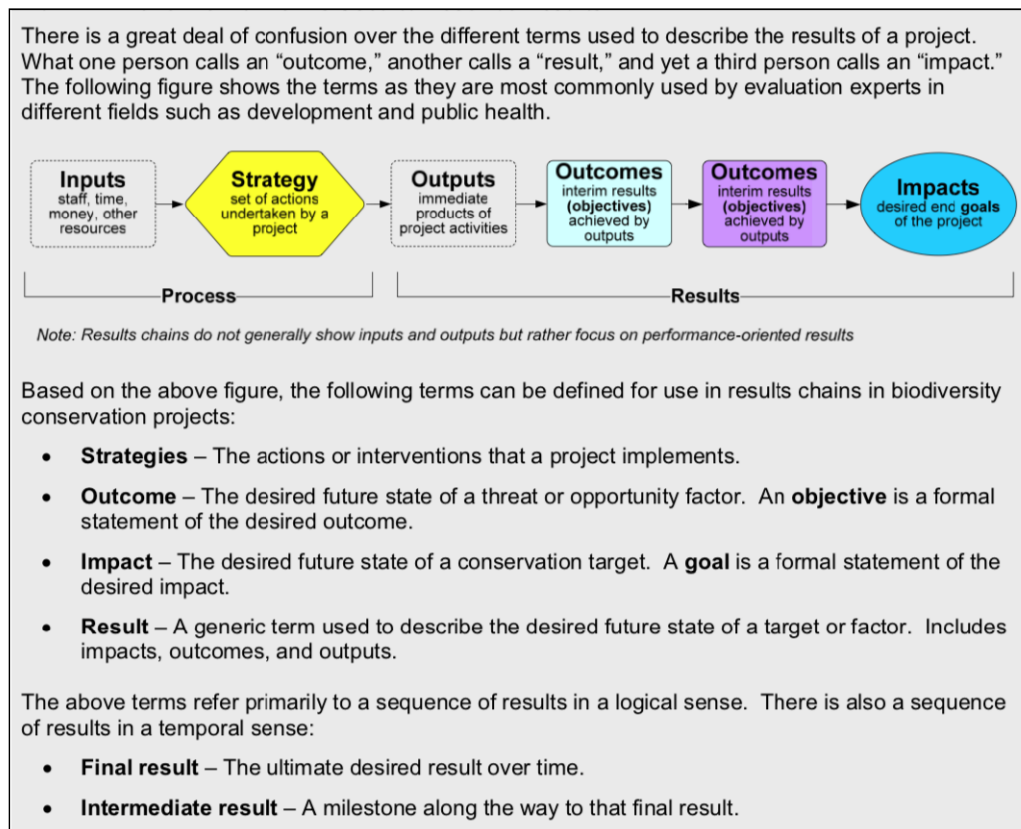 There is a great deal of confusion over the different terms used to describe the results of a project.
What one person calls an “outcome,” another calls a “result,” and yet a third person calls an “impact.”
The following figure shows the terms as they are most commonly used by evaluation experts in
different fields such as development and public health.
Inputs
staff, time,
money, other
resources
Strategy
set of actions
undertaken by a
project
Outputs
immediate
products of
project activities
Outcomes
interim results
(objectives)
achieved by
outputs
Outcomes
interim results
(objectives)
achieved by
outputs
Impacts
desired end goals
of the project
Process
Results
Note: Results chains do not generally show inputs and outputs but rather focus on performance-oriented results
Based on the above figure, the following terms can be defined for use in results chains in biodiversity
conservation projects:
• Strategies – The actions or interventions that a project implements.
• Outcome – The desired future state of a threat or opportunity factor. An objective is a formal
statement of the desired outcome.
• Impact – The desired future state of a conservation target. A goal is a formal statement of the
desired impact.
• Result – A generic term used to describe the desired future state of a target or factor. Includes
impacts, outcomes, and outputs.
The above terms refer primarily to a sequence of results in a logical sense. There is also a sequence
of results in a temporal sense:
• Final result – The ultimate desired result over time.
• Intermediate result – A milestone along the way to that final result.